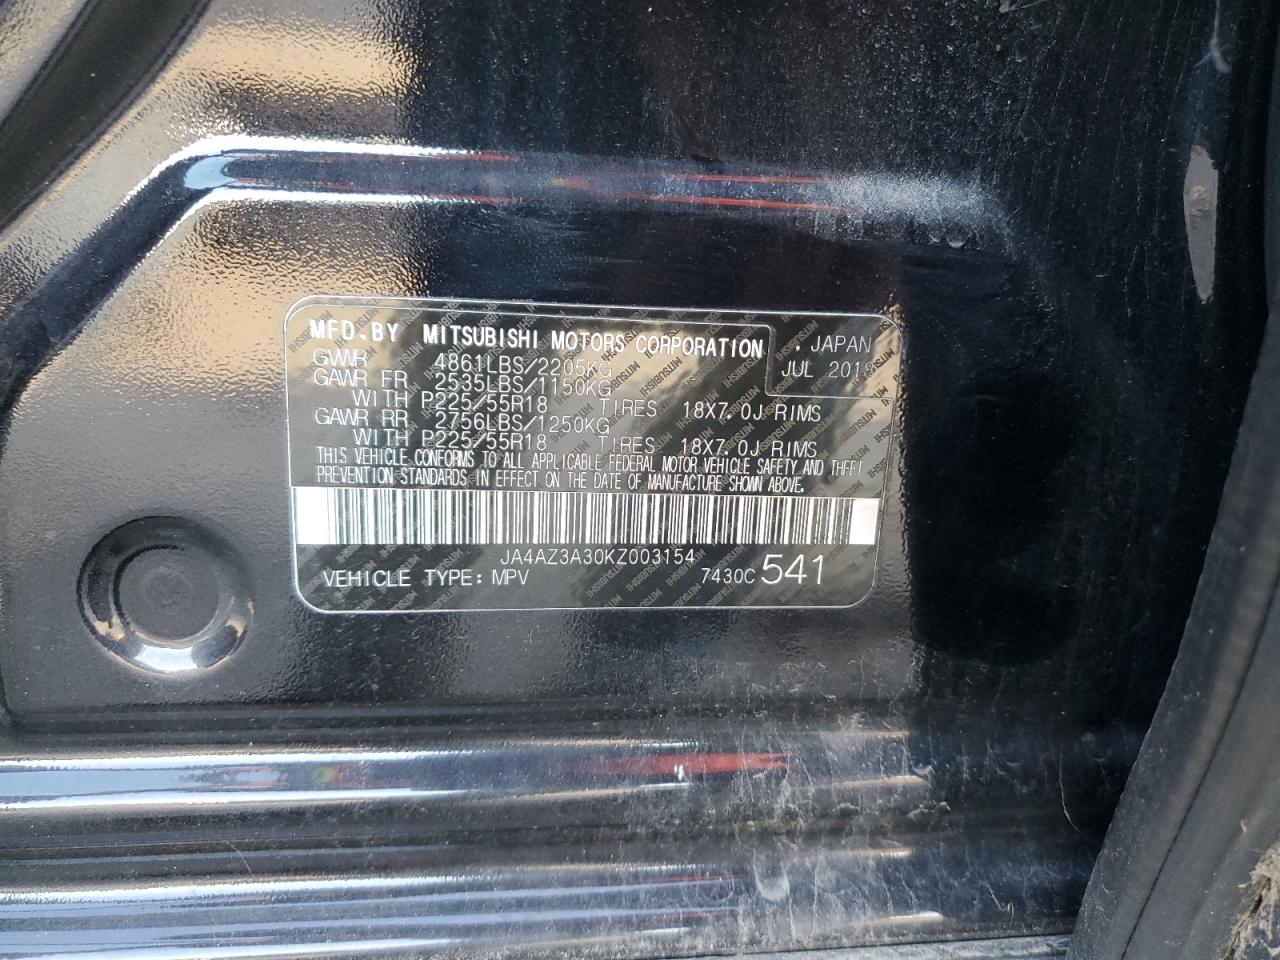 MFD.BY MITSUBISHI MOTORS CORPORATION
. JAPAN
JUL 2018
GVWR 4861LBS/2205KG
GAWR FR 2535LBS/1150KG
WITH P225/55R18 TIRES 18X7.0J RIMS
GAWR RR 2756LBS/1250KG
WITH P225/55R18 TIRES 18X7.0J RIMS
THIS VEHICLE CONFORMS TO ALL APPLICABLE FEDERAL MOTOR VEHICLE SAFETY AND THEFT
PREVENTION STANDARDS IN EFFECT ON THE DATE OF MANUFACTURE SHOWN ABOVE.
JA4AZ3A30KZ003154
VEHICLE TYPE: MPV 7430C 541